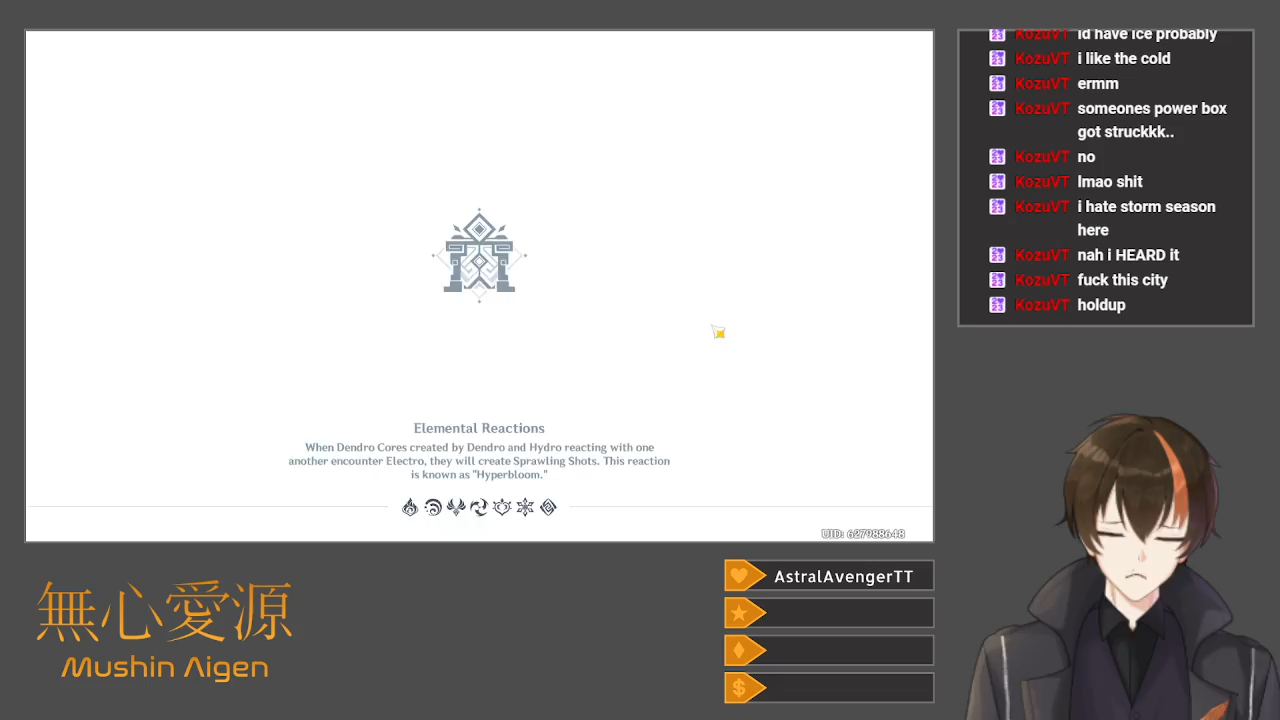 Elemental Reactions
When Dendro Cores created by Dendro and Hydro reacting with one
another encounter Electro, they will create Sprawling Shots. This reaction
is known as "Hyperbloom."
UID: 627988648
KozuVT id have ice probably
KozuVT i like the cold
KozuVT ermm
KozuVT someones power box
got struckkk..
KozuVT no
KozuVT lmao shit
KozuVT i hate storm season
here
KozuVT nah i HEARD it
KozuVT fuck this city
KozuVT holdup
無心愛源
Mushin Aigen
AstralAvengerTT